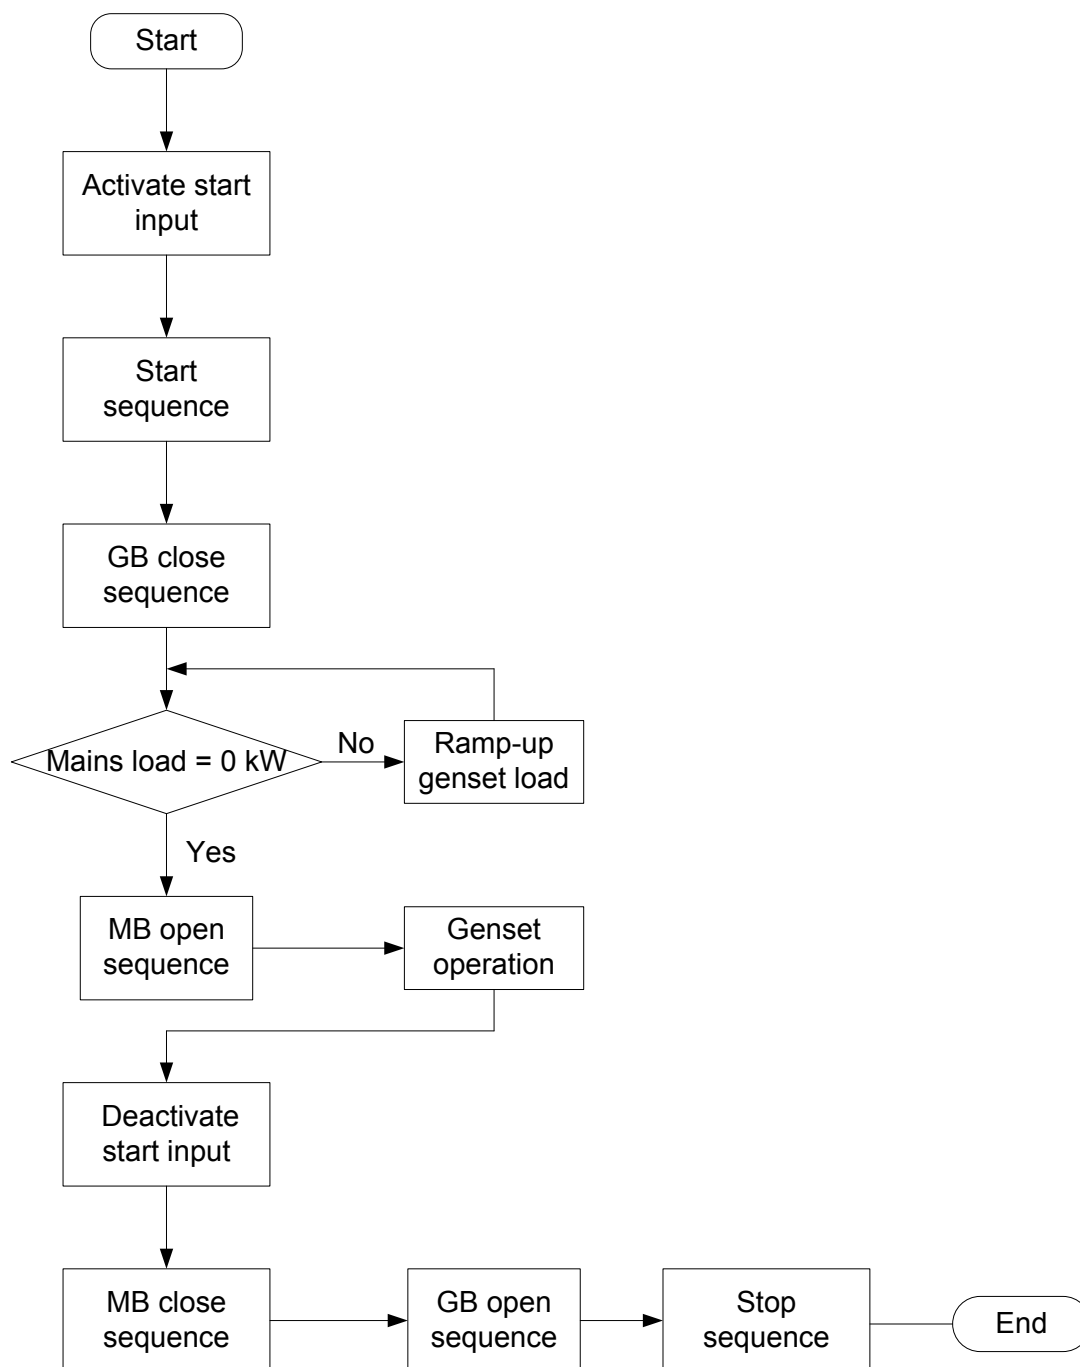 Start
Activate start
input
Start
sequence
GB close
sequence
Mains load = 0 kW
No
Ramp-up
genset load
Yes
MB open
sequence
Genset
operation
Deactivate
start input
MB close
sequence
GB open
sequence
Stop
sequence
End